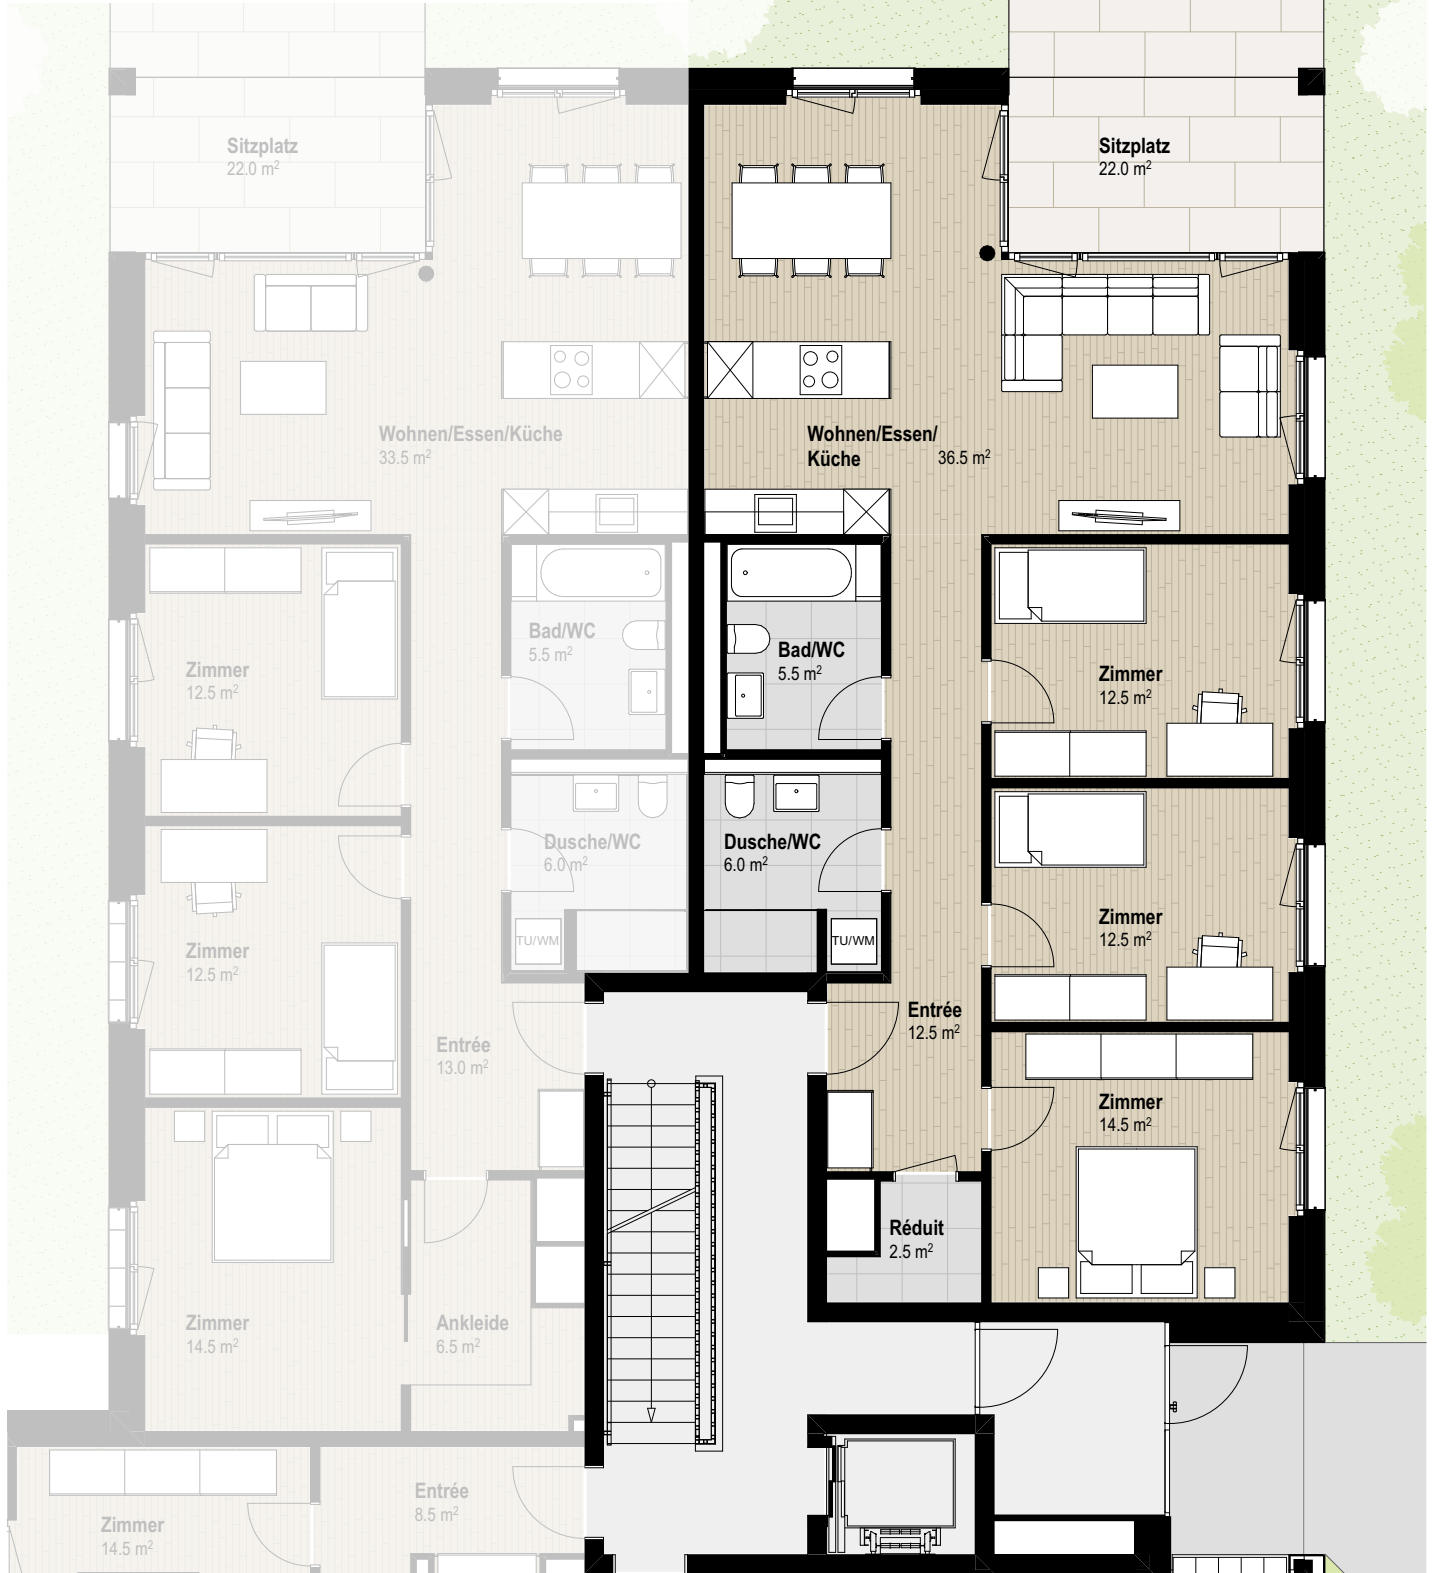 Sitzplatz
22.0 m²
Sitzplatz
22.0 m²
Wohnen/Essen/Küche
33.5 m²
Wohnen/Essen/
Küche 36.5 m²
Bad/WC
5.5 m²
Bad/WC
5.5 m²
Zimmer
12.5 m²
Zimmer
12.5 m²
Dusche/WC
6.0 m²
Dusche/WC
6.0 m²
Zimmer
12.5 m²
Zimmer
12.5 m²
TU/WM
TU/WM
Entrée
13.0 m²
Entrée
12.5 m²
Zimmer
14.5 m²
Réduit
2.5 m²
Zimmer
14.5 m²
Ankleide
6.5 m²
Entrée
8.5 m²
Zimmer
14.5 m²